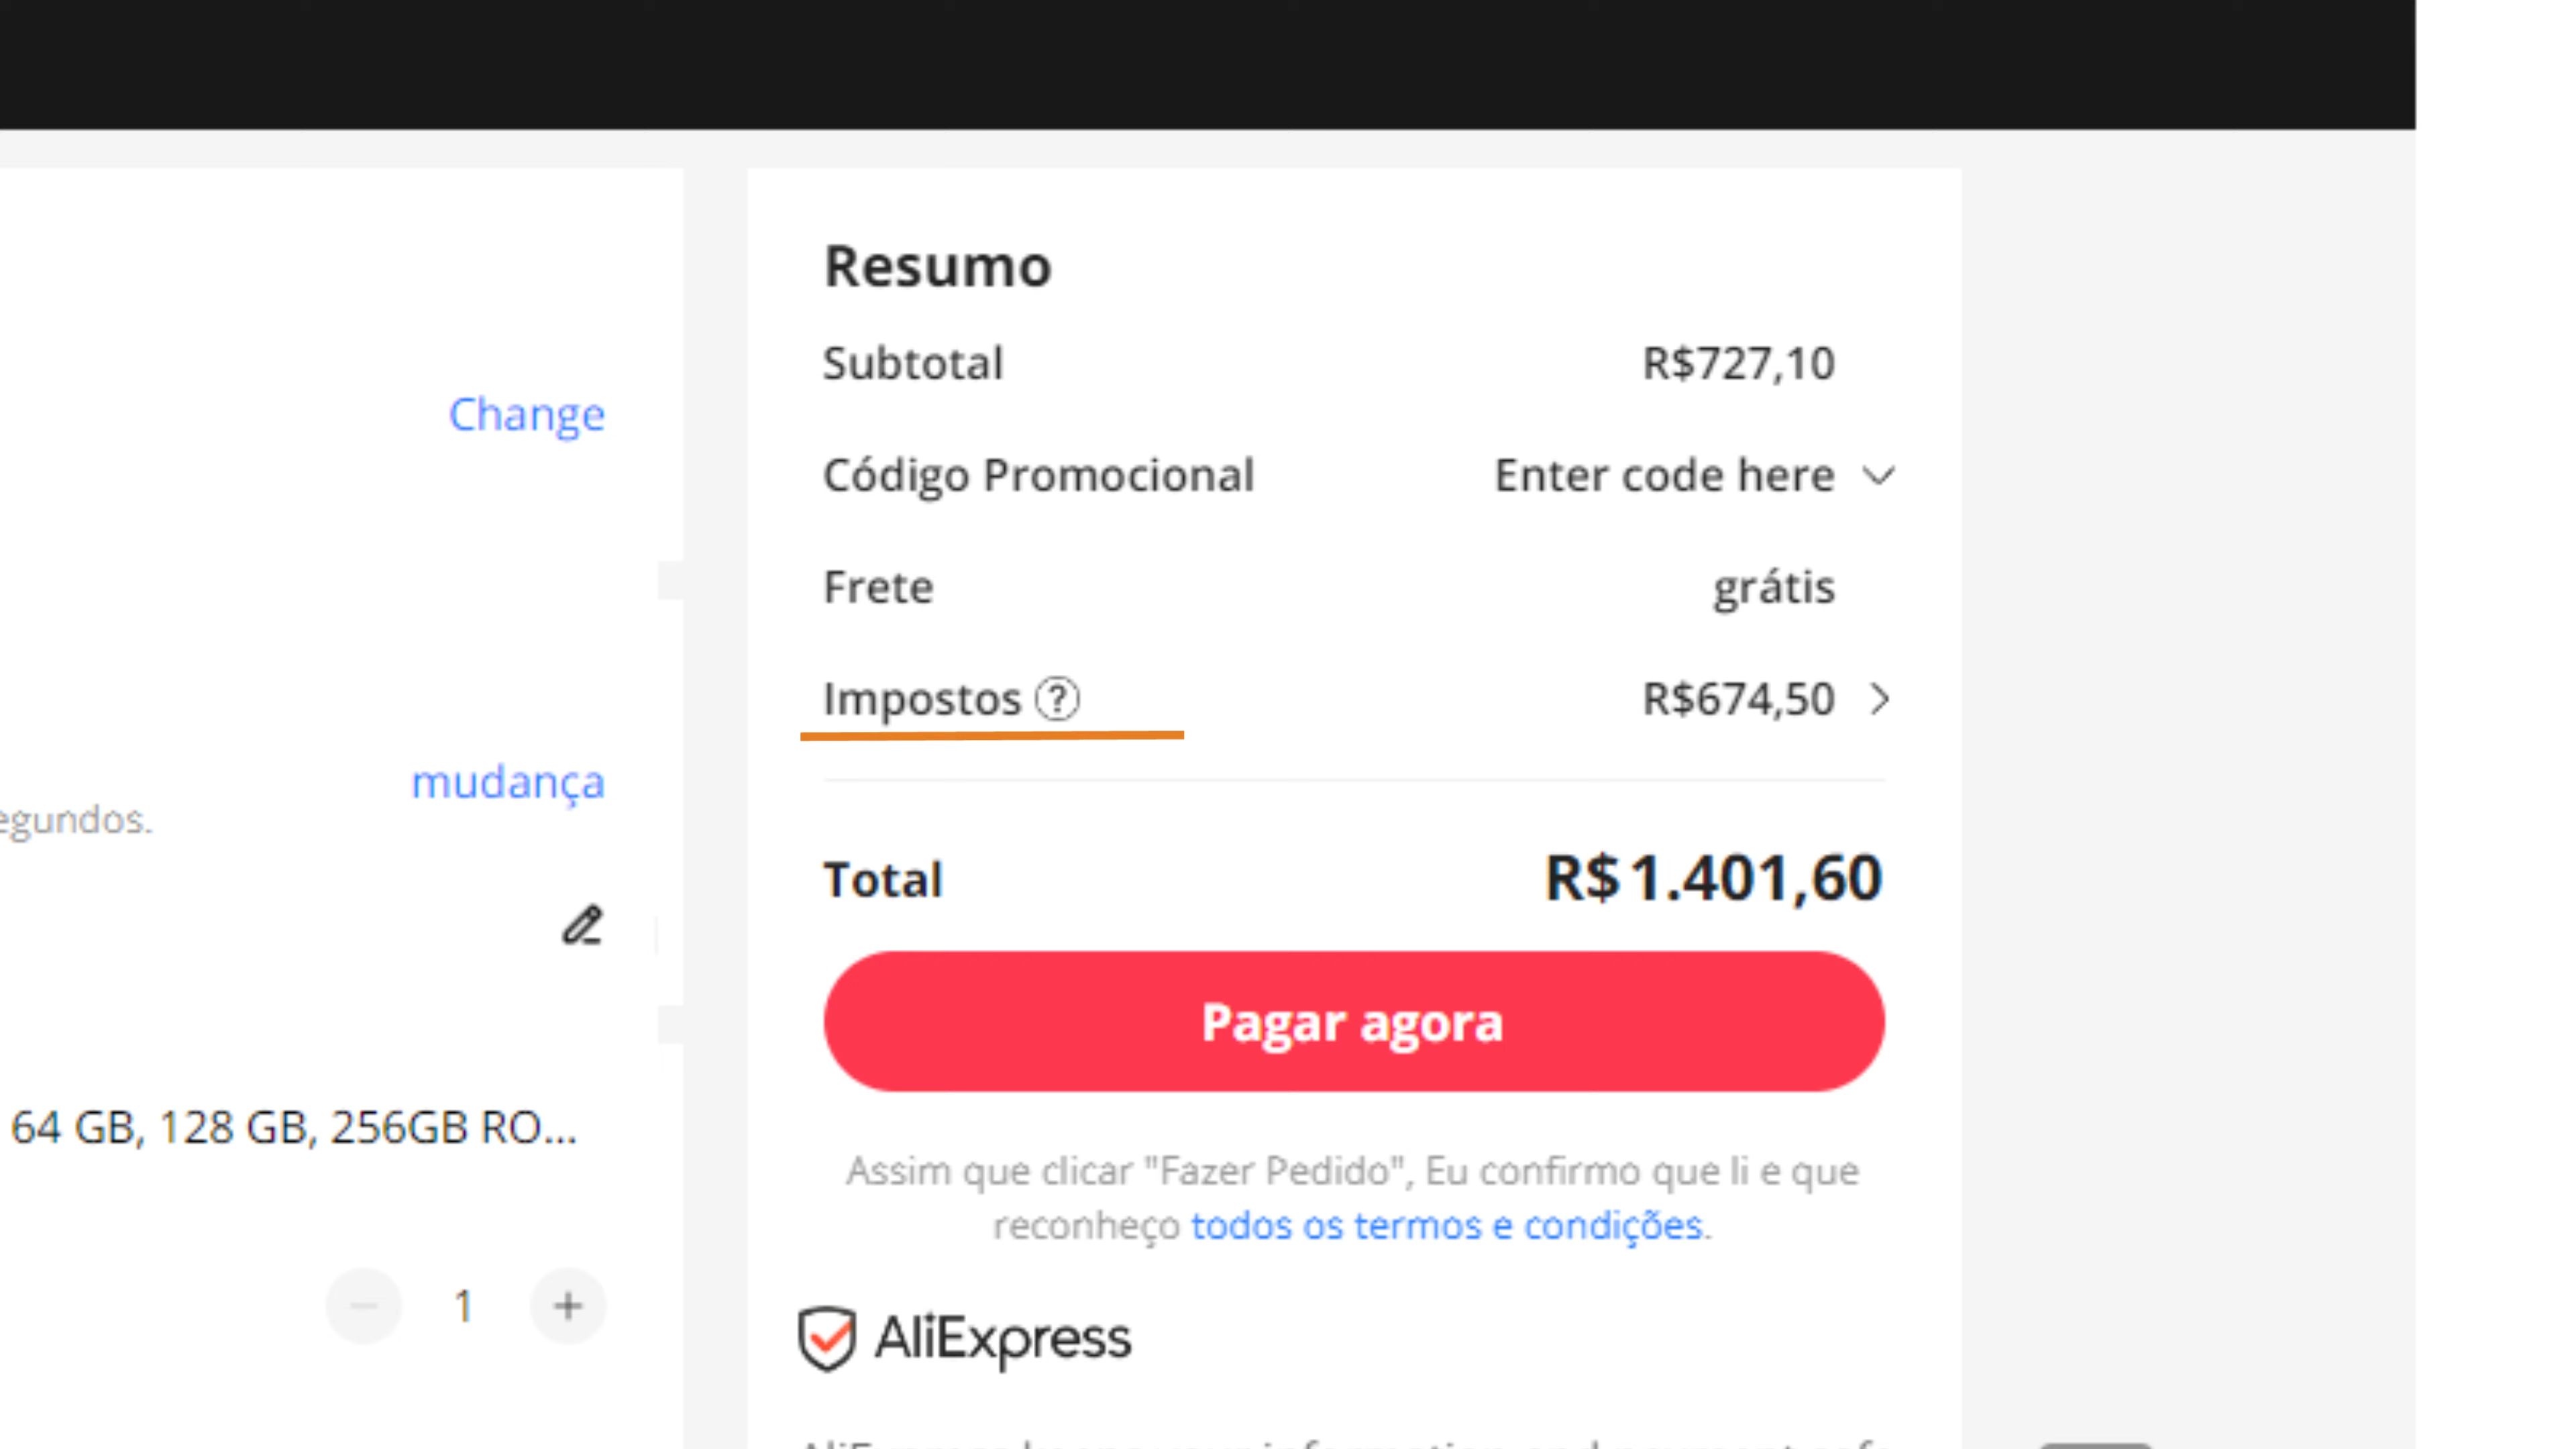 Change
mudança
egundos.
64 GB, 128 GB, 256GB RO...
1
Resumo
Subtotal R$727,10
Código Promocional Enter code here
Frete grátis
Impostos ? R$674,50
Total R$1.401,60
Pagar agora
Assim que clicar "Fazer Pedido", Eu confirmo que li e que
reconheço todos os termos e condições.
AliExpress